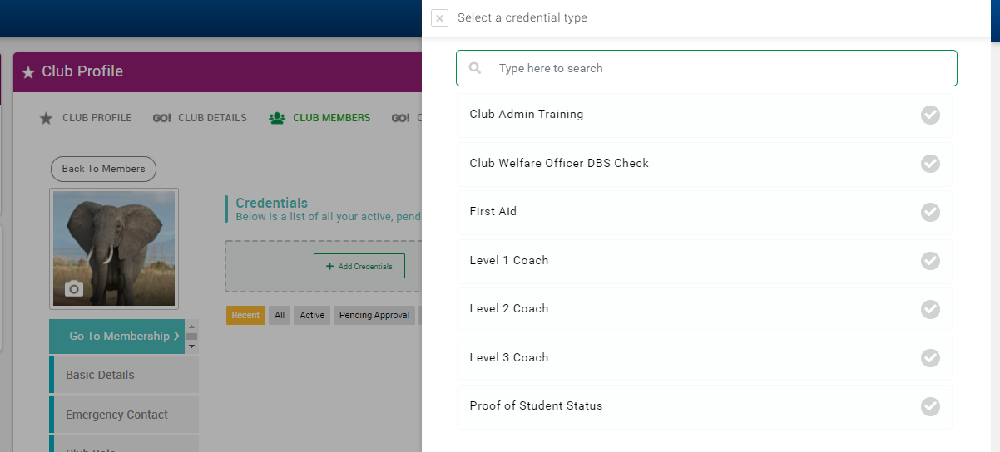 Select a credential type
Type here to search
Club Admin Training
Club Welfare Officer DBS Check
First Aid
Level 1 Coach
Level 2 Coach
Level 3 Coach
Proof of Student Status
Club Profile
CLUB PROFILE
GO! CLUB DETAILS
CLUB MEMBERS
GO!
Back To Members
Credentials
Below is a list of all your active, pend
+ Add Credentials
Recent
All
Active
Pending Approval
Go To Membership
Basic Details
Emergency Contact
Club Role